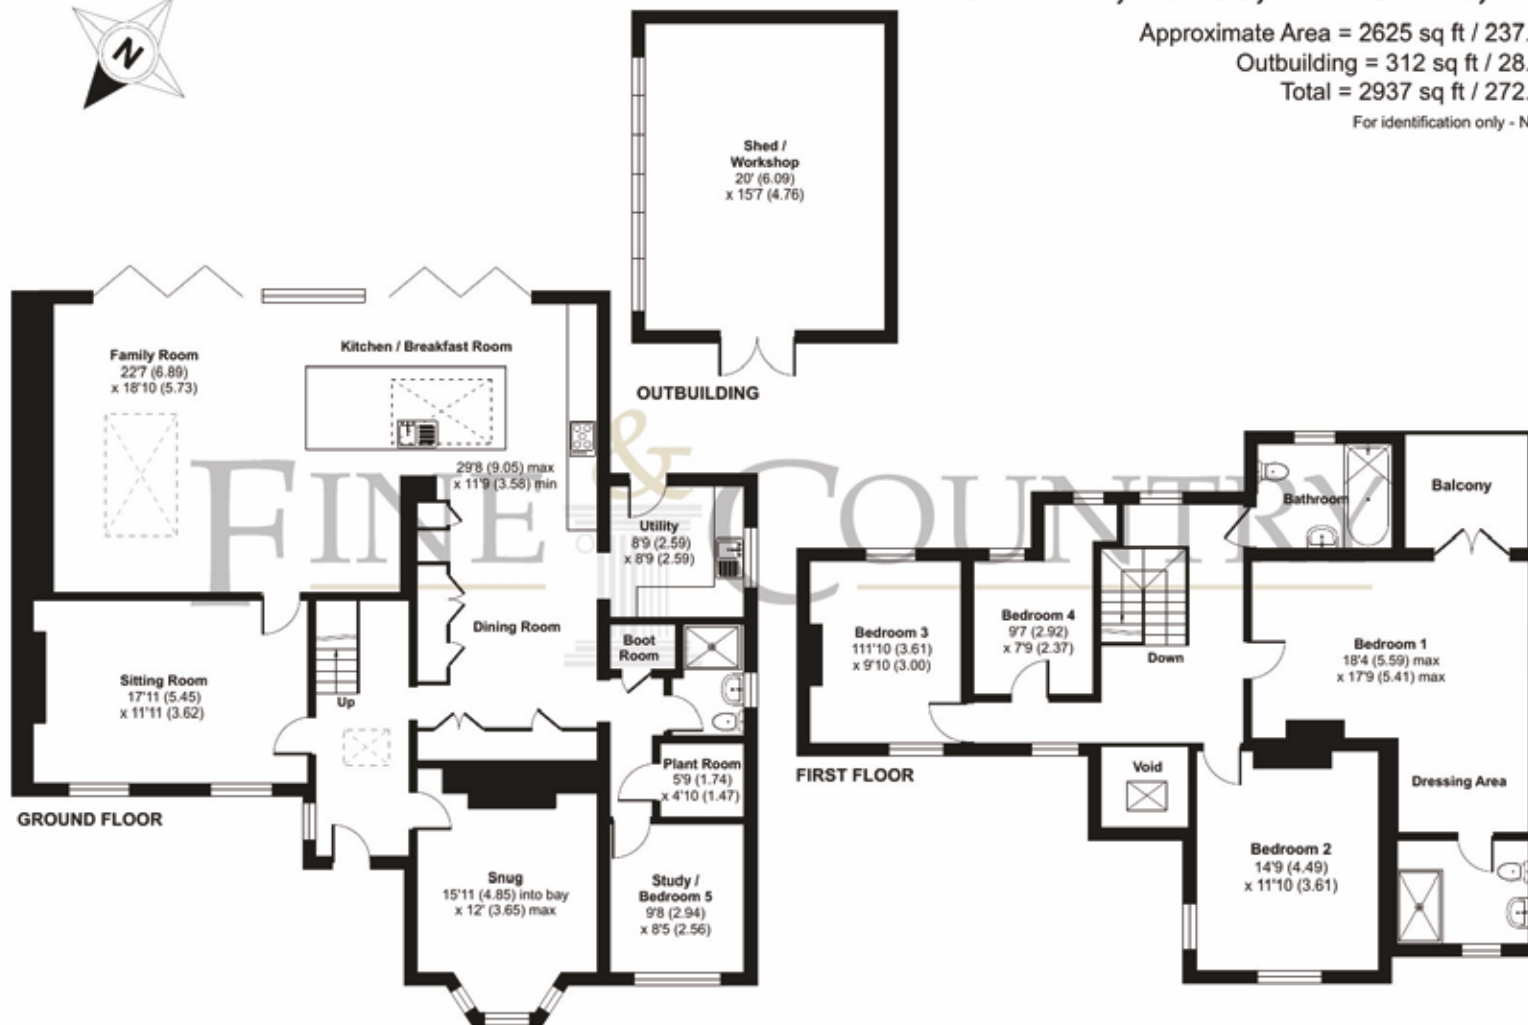 Approximate Area = 2625 sq ft / 237.
Outbuilding = 312 sq ft / 28.
Total = 2937 sq ft / 272.
For identification only - N
N
Shed /
Workshop
20' (6.09)
x 15'7 (4.76)
OUTBUILDING
Family Room
22'7 (6.89)
x 18'10 (5.73)
Kitchen / Breakfast Room
29'8 (9.05) max
x 11'9 (3.58) min
FINE & COUNTRY
Utility
8'9 (2.59)
x 8'9 (2.59)
Dining Room
Boot
Room
Sitting Room
17'11 (5.45)
x 11'11 (3.62)
Up
Plant Room
5'9 (1.74)
x 4'10 (1.47)
GROUND FLOOR
Snug
15'11 (4.85) into bay
x 12' (3.65) max
Study /
Bedroom 5
9'8 (2.94)
x 8'5 (2.56)
Bathroom
Balcony
Bedroom 3
111'10 (3.61)
x 9'10 (3.00)
Bedroom 4
9'7 (2.92)
x 7'9 (2.37)
Down
Bedroom 1
18'4 (5.59) max
x 17'9 (5.41) max
FIRST FLOOR
Void
Dressing Area
Bedroom 2
14'9 (4.49)
x 11'10 (3.61)